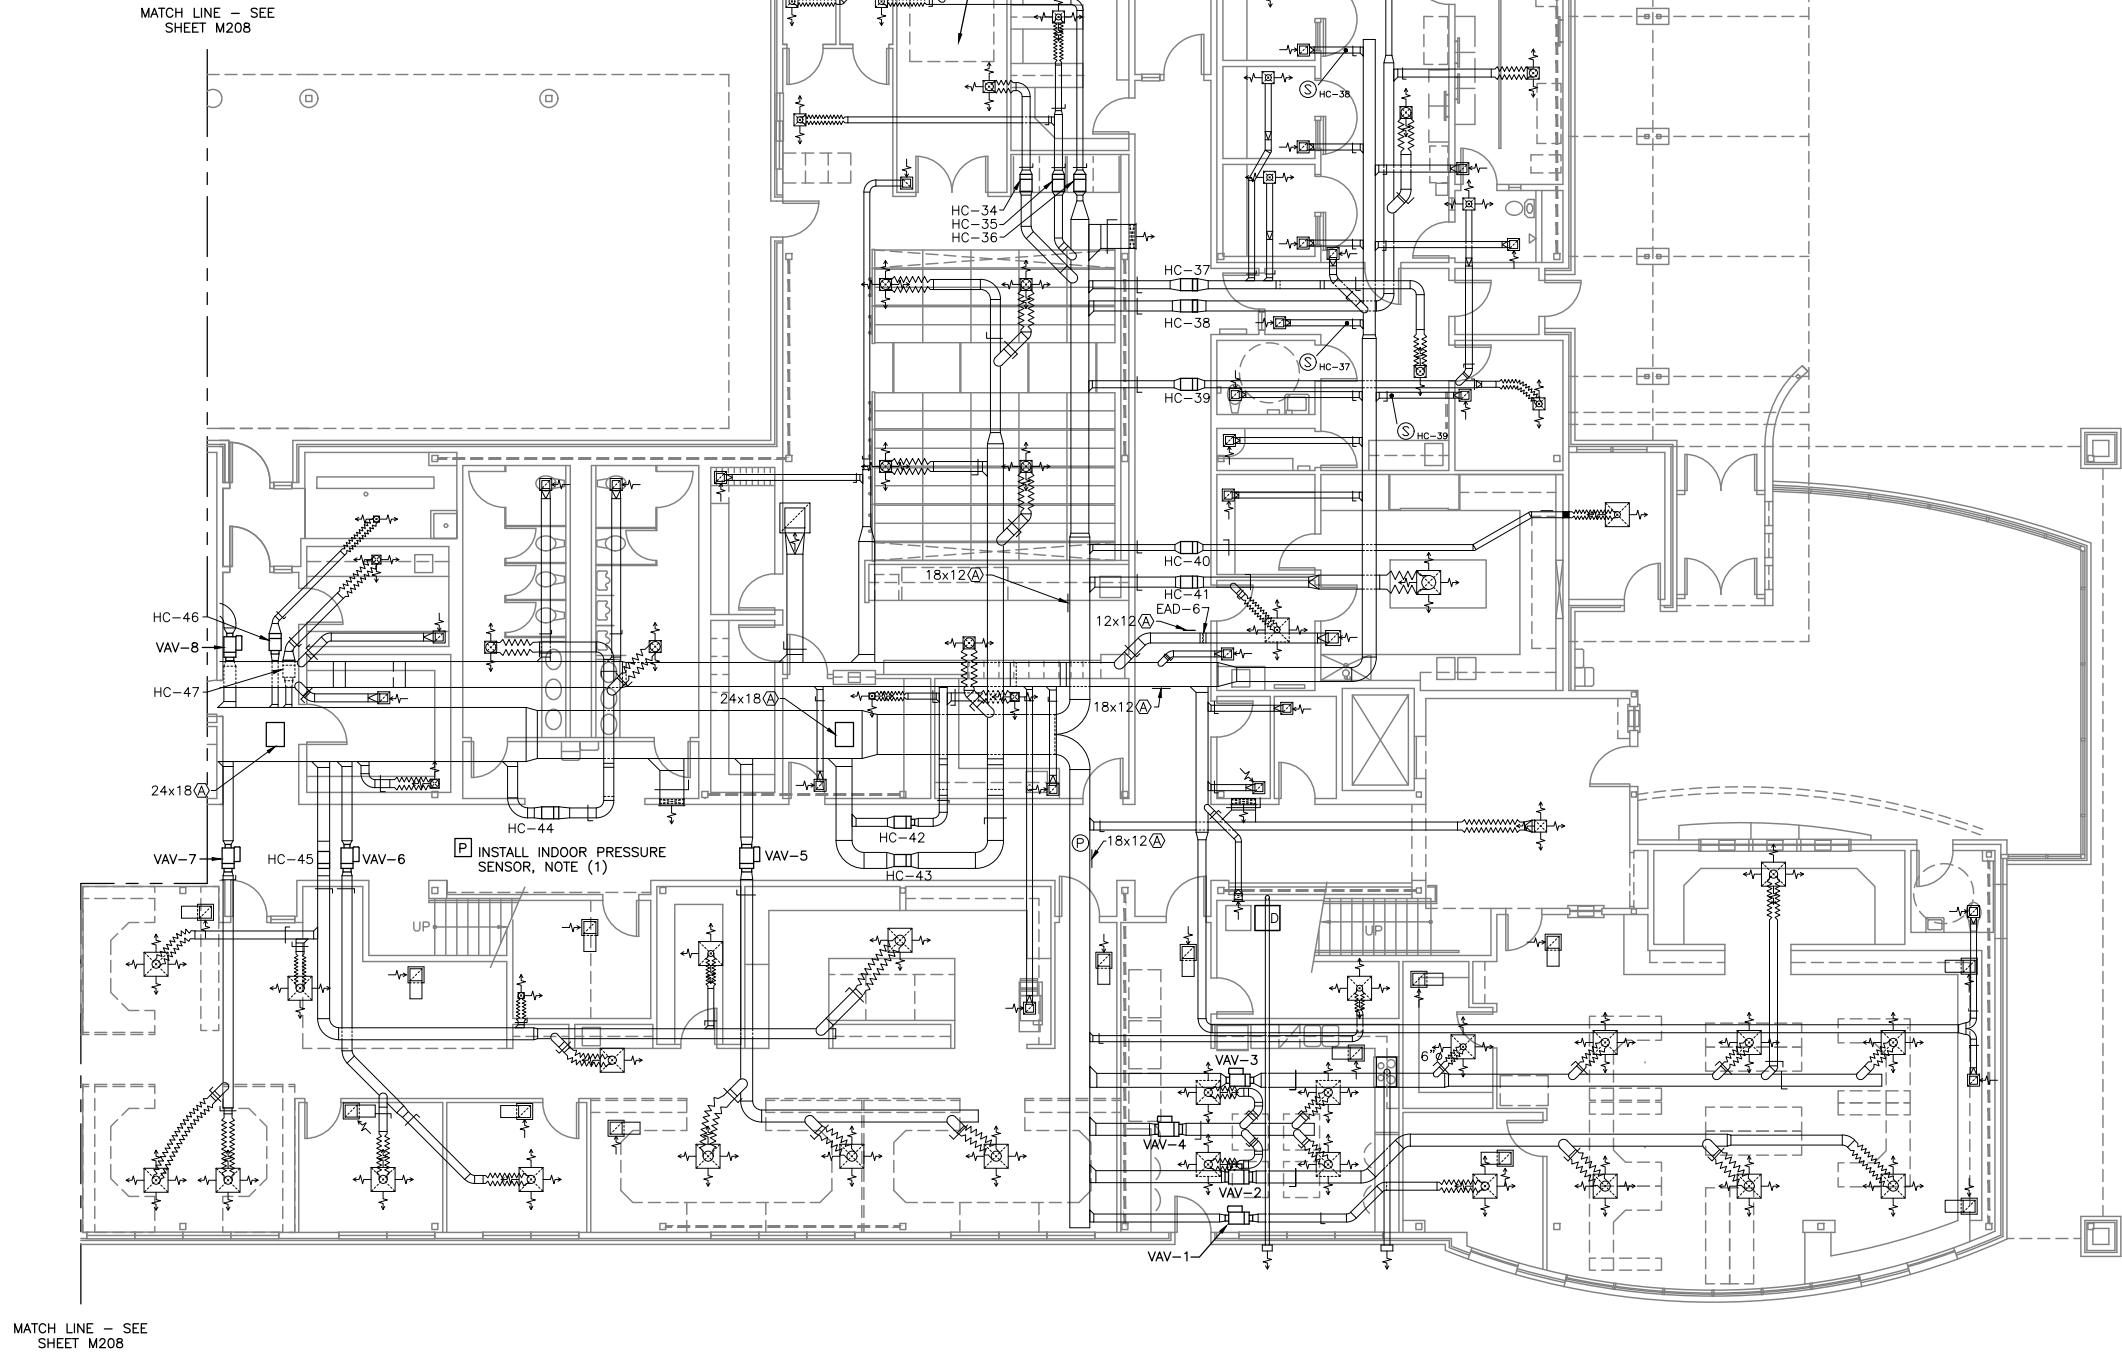 MATCH LINE – SEE
SHEET M208
S HC-38
HC-34
HC-35
HC-36
HC-37
HC-38
S HC-37
HC-39
S HC-39
HC-40
18x12 A
HC-41
EAD-6
12x12 A
HC-46
VAV-8
HC-47
24x18 A
18x12 A
24x18 A
HC-44
HC-42
P
18x12 A
VAV-7
HC-45
VAV-6
P INSTALL INDOOR PRESSURE
SENSOR, NOTE (1)
VAV-5
HC-43
UP
D
UP
VAV-3
6"ø
VAV-4
VAV-2
VAV-1
MATCH LINE – SEE
SHEET M208